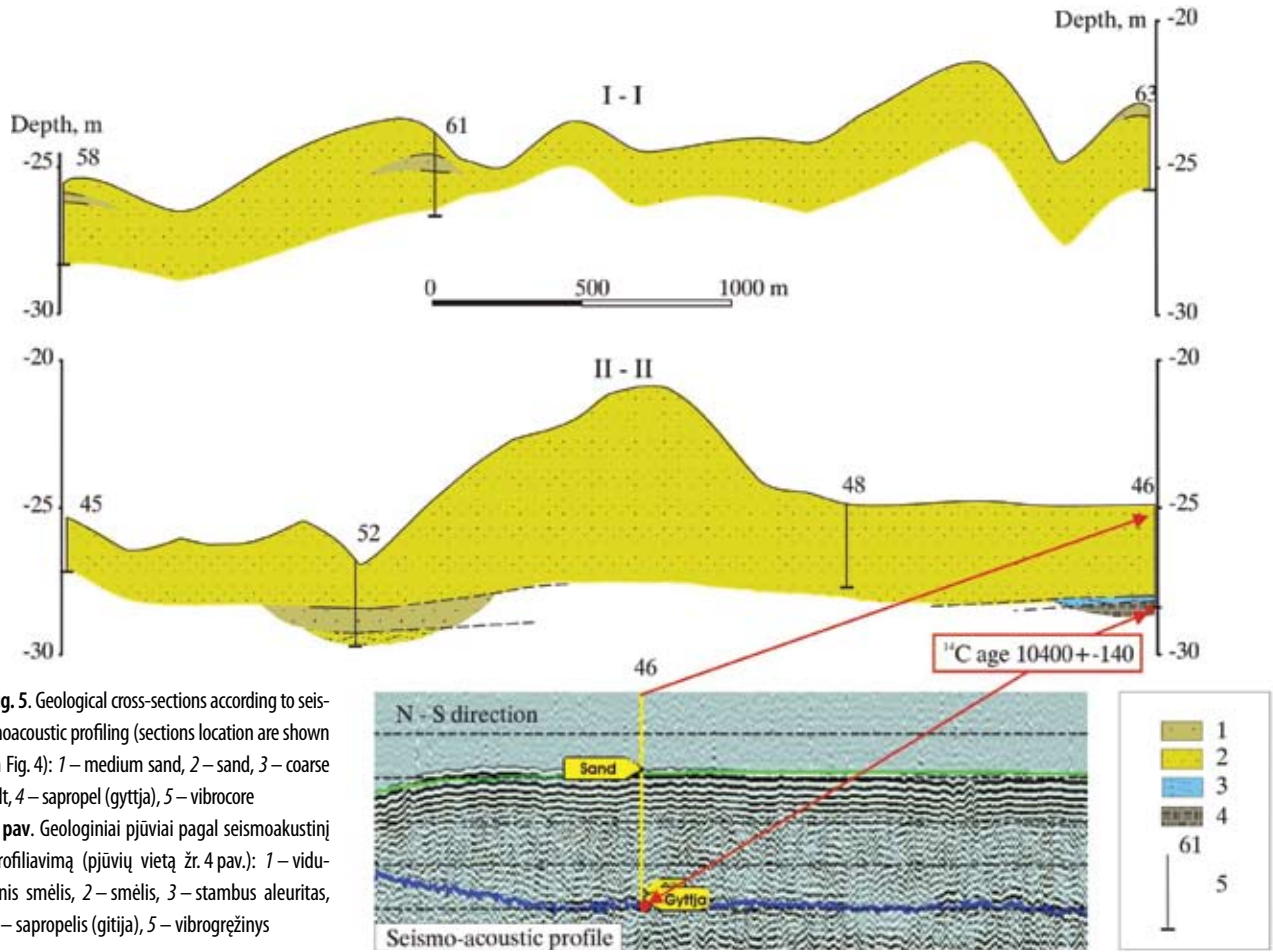 Depth, m
-20
I - I
63
61
Depth, m
-25
58
-25
0 500 1000 m
-30
-30
-20
-20
II - II
45
-25
48
46
-25
52
-30
-30
¹⁴C age 10400+-140
46
N - S direction
Sand
Gyttja
Seismo-acoustic profile
1
2
3
4
61
5
g. 5. Geological cross-sections according to seis-
oacoustic profiling (sections location are shown
Fig. 4): 1 – medium sand, 2 – sand, 3 – coarse
lt, 4 – sapropel (gyttja), 5 – vibrocore
pav. Geologiniai pjūviai pagal seismoakustinį
rofiliavimą (pjūvių vietą žr. 4 pav.): 1 – vidu-
nis smėlis, 2 – smėlis, 3 – stambus aleuritas,
– sapropelis (gitija), 5 – vibrogręžinys